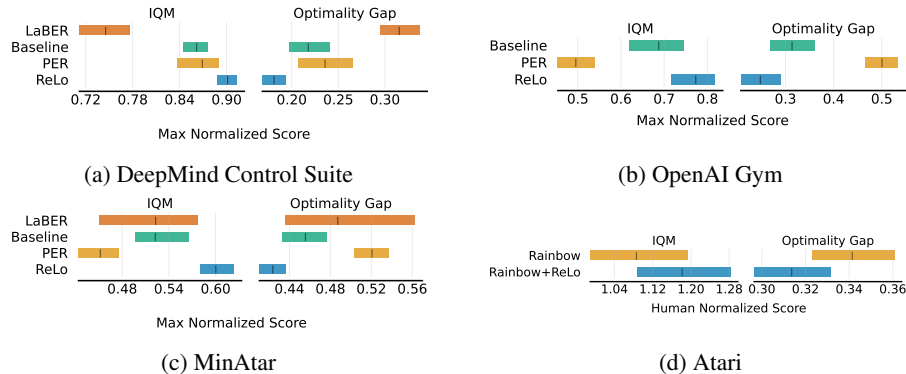 IQM Optimality Gap
LaBER
Baseline
PER
ReLo
0.72 0.78 0.84 0.90 0.20 0.25 0.30
Max Normalized Score
(a) DeepMind Control Suite
IQM Optimality Gap
Baseline
PER
ReLo
0.5 0.6 0.7 0.8 0.3 0.5
Max Normalized Score
(b) OpenAI Gym
IQM Optimality Gap
LaBER
Baseline
PER
ReLo
0.48 0.54 0.60 0.44 0.52 0.56
Max Normalized Score
(c) MinAtar
IQM Optimality Gap
Rainbow
Rainbow+ReLo
1.04 1.12 1.20 1.28 0.30 0.32 0.34 0.36
Human Normalized Score
(d) Atari